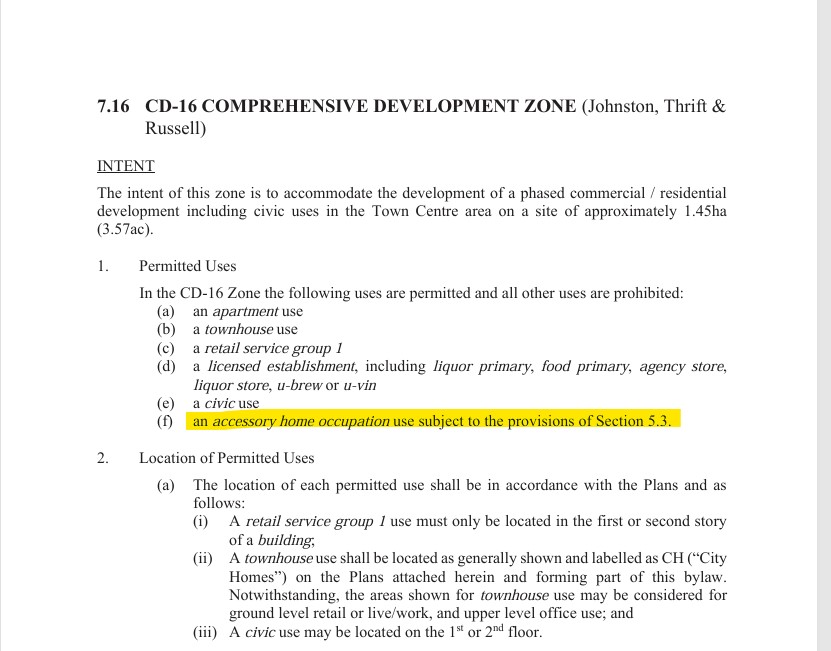 7.16 CD-16 COMPREHENSIVE DEVELOPMENT ZONE (Johnston, Thrift &
Russell)
INTENT
The intent of this zone is to accommodate the development of a phased commercial / residential
development including civic uses in the Town Centre area on a site of approximately 1.45ha
(3.57ac).
1. Permitted Uses
In the CD-16 Zone the following uses are permitted and all other uses are prohibited:
(a) an apartment use
(b) a townhouse use
(c) a retail service group 1
(d) a licensed establishment, including liquor primary, food primary, agency store,
liquor store, u-brew or u-vin
(e) a civic use
(f) an accessory home occupation use subject to the provisions of Section 5.3.
2. Location of Permitted Uses
(a) The location of each permitted use shall be in accordance with the Plans and as
follows:
(i) A retail service group 1 use must only be located in the first or second story
of a building;
(ii) A townhouse use shall be located as generally shown and labelled as CH (“City
Homes”) on the Plans attached herein and forming part of this bylaw.
Notwithstanding, the areas shown for townhouse use may be considered for
ground level retail or live/work, and upper level office use; and
(iii) A civic use may be located on the 1st or 2nd floor.